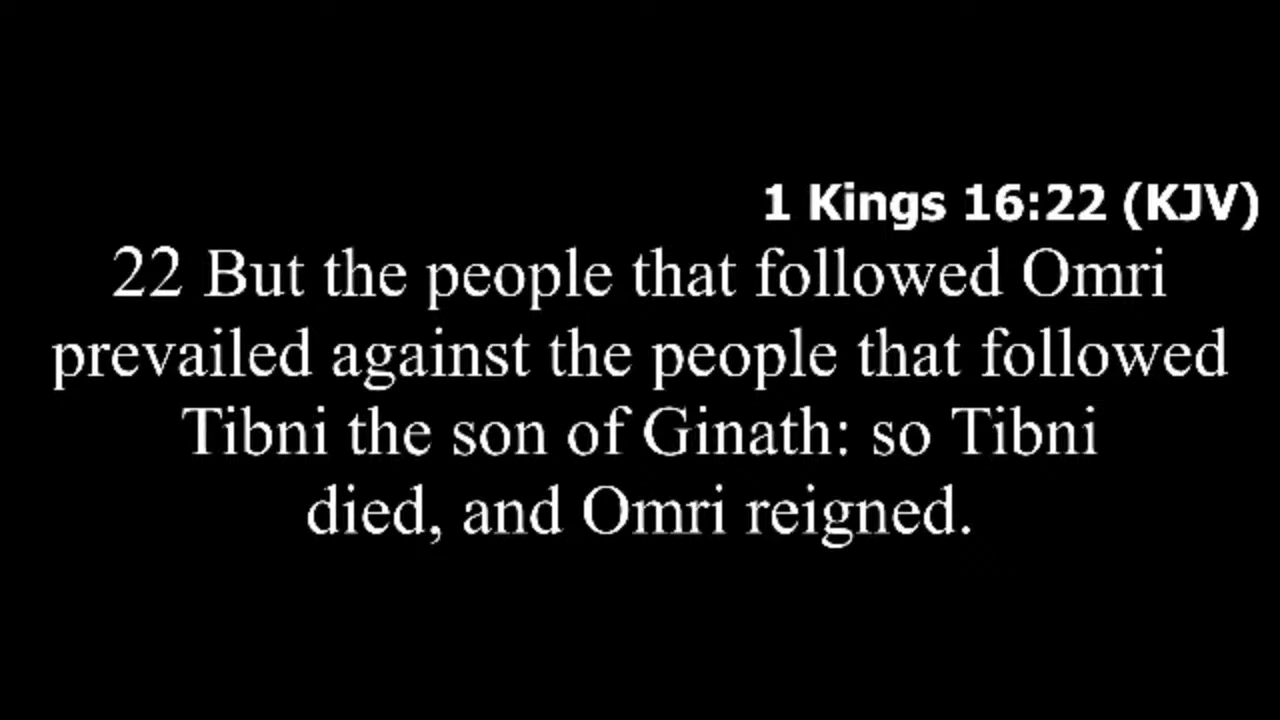 1 Kings 16:22 (KJV)
22 But the people that followed Omri
prevailed against the people that followed
Tibni the son of Ginath: so Tibni
died, and Omri reigned.